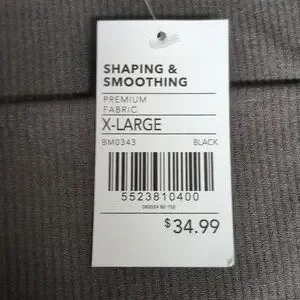 SHAPING &
SMOOTHING
PREMIUM
FABRIC
X-LARGE
BM0343 BLACK
5523810400
$34.99